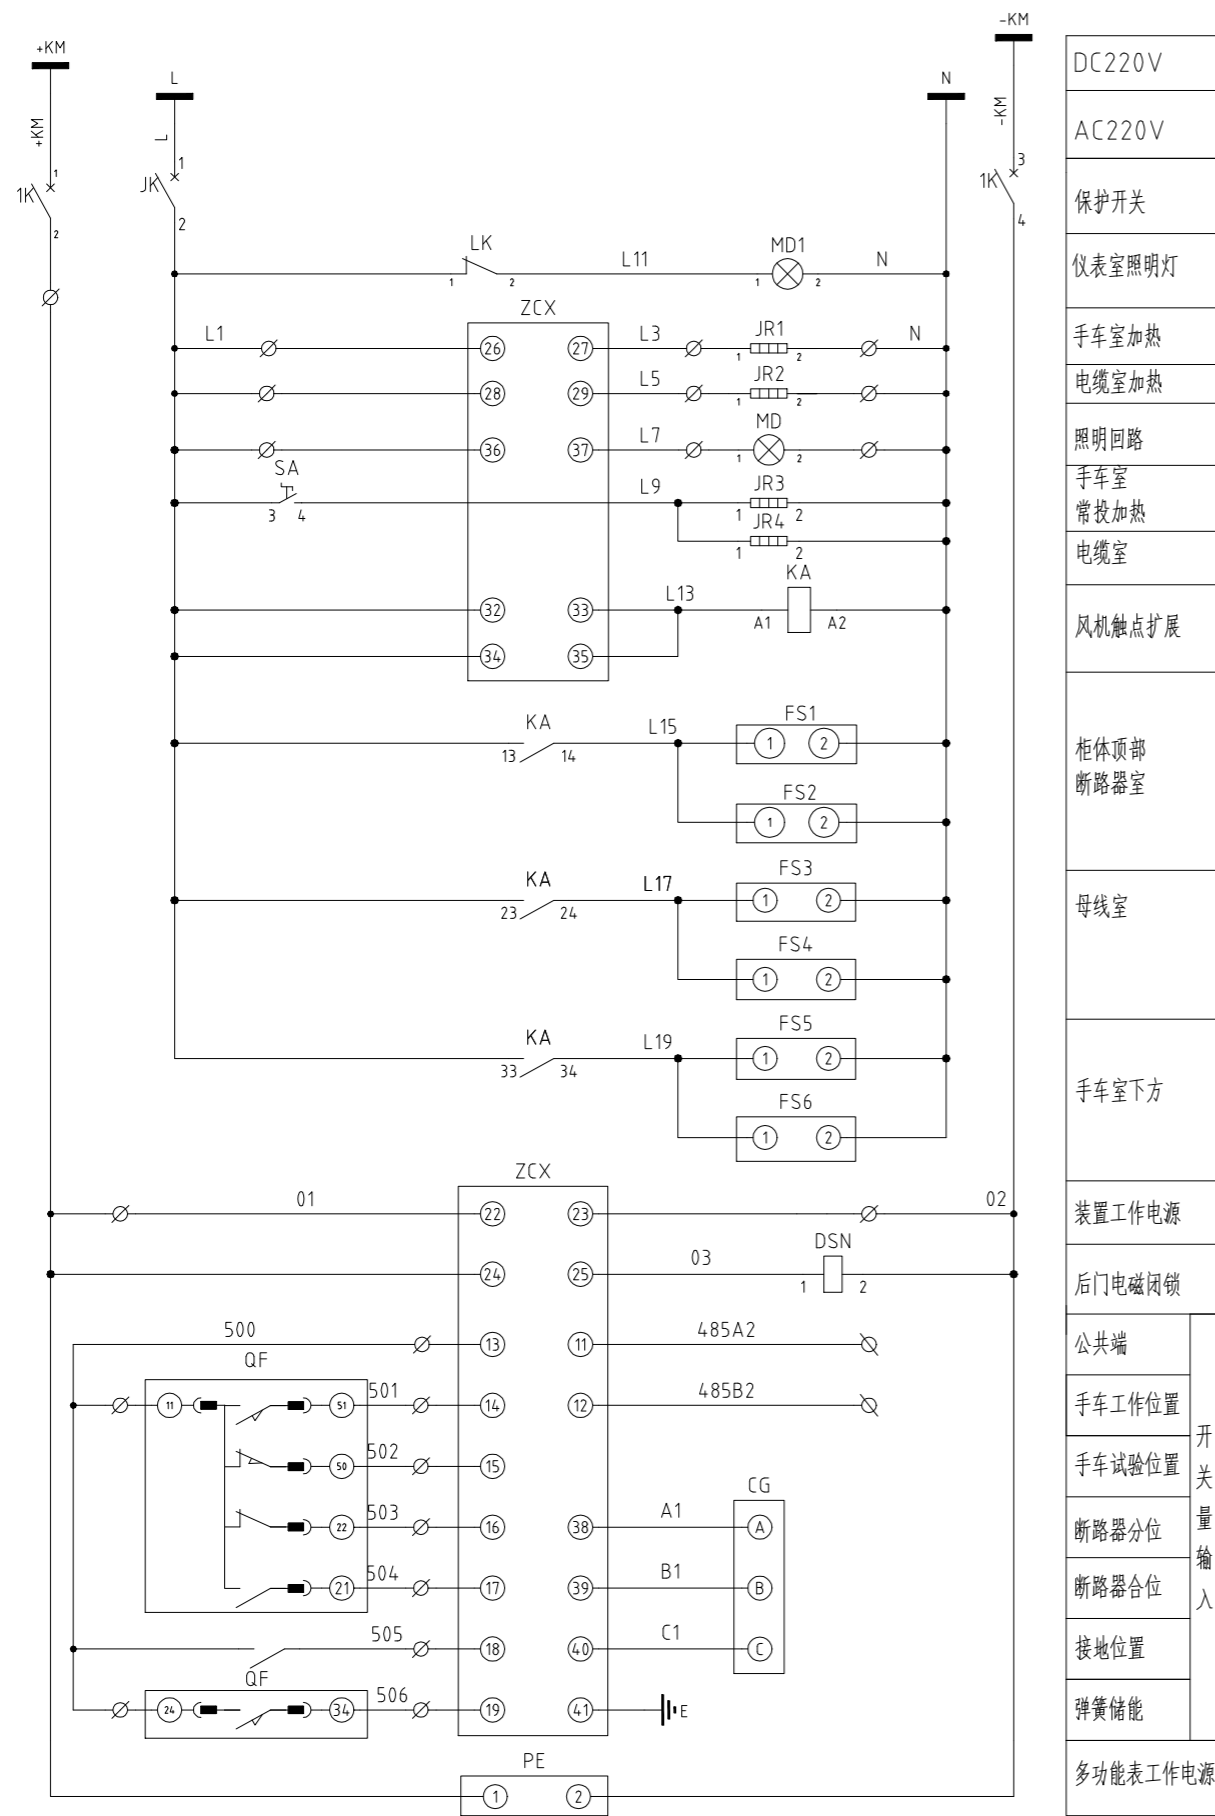 -KM
+KM
DC220V
L
N
+KM
L
-KM
AC220V
1
1
3
1K
JK
1K
保护开关
2
2
4
LK
L11
MD1
N
仪表室照明灯
1
2
1
2
ZCX
L1
26
27
L3
JR1
N
手车室加热
1
2
28
29
L5
JR2
电缆室加热
1
2
36
37
L7
MD
照明回路
1
2
SA
L9
JR3
手车室
3
4
1
2
常投加热
JR4
1
2
电缆室
KA
32
33
L13
A1
A2
风机触点扩展
34
35
KA
L15
FS1
13
14
1
2
柜体顶部
断路器室
FS2
1
2
KA
L17
FS3
23
24
1
2
母线室
FS4
1
2
KA
L19
FS5
33
34
1
2
手车室下方
FS6
1
2
ZCX
01
22
23
02
装置工作电源
24
25
03
DSN
1
2
后门电磁闭锁
500
13
11
485A2
公共端
QF
11
51
501
14
12
485B2
手车工作位置
50
502
15
手车试验位置
CG
22
503
16
38
A1
A
断路器分位
21
504
17
39
B1
B
断路器合位
505
18
40
C1
C
接地位置
QF
24
34
506
19
41
E
弹簧储能
开关量输入
PE
1
2
多功能表工作电源